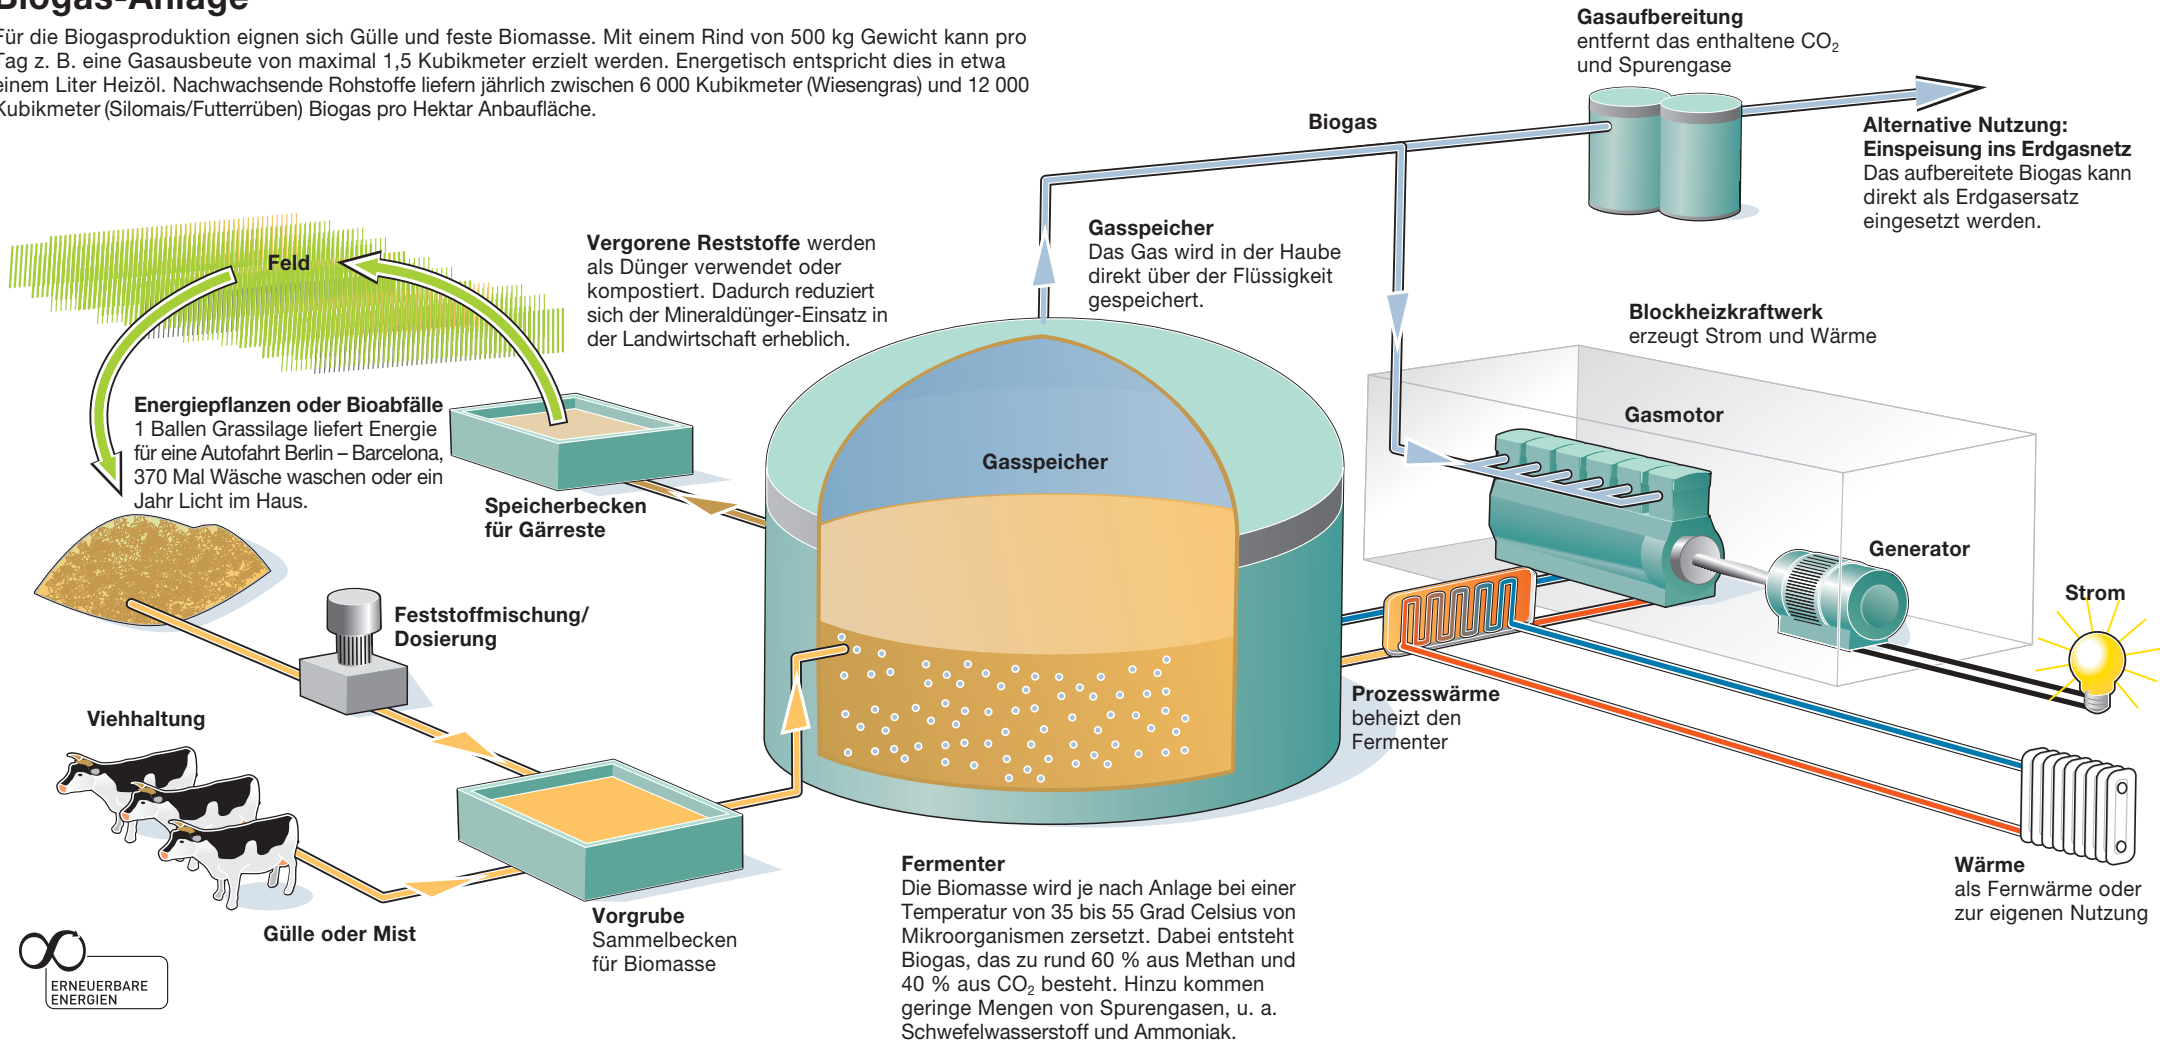 Biogas-Anlage
Für die Biogasproduktion eignen sich Gülle und feste Biomasse. Mit einem Rind von 500 kg Gewicht kann pro
Tag z. B. eine Gasausbeute von maximal 1,5 Kubikmeter erzielt werden. Energetisch entspricht dies in etwa
einem Liter Heizöl. Nachwachsende Rohstoffe liefern jährlich zwischen 6 000 Kubikmeter (Wiesengras) und 12 000
Kubikmeter (Silomais/Futterrüben) Biogas pro Hektar Anbaufläche.
Gasaufbereitung
entfernt das enthaltene CO₂
und Spurengase
Biogas
Alternative Nutzung:
Einspeisung ins Erdgasnetz
Das aufbereitete Biogas kann
direkt als Erdgasersatz
eingesetzt werden.
Feld
Vergorene Reststoffe werden
als Dünger verwendet oder
kompostiert. Dadurch reduziert
sich der Mineraldünger-Einsatz in
der Landwirtschaft erheblich.
Gasspeicher
Das Gas wird in der Haube
direkt über der Flüssigkeit
gespeichert.
Blockheizkraftwerk
erzeugt Strom und Wärme
Energiepflanzen oder Bioabfälle
1 Ballen Grassilage liefert Energie
für eine Autofahrt Berlin – Barcelona,
370 Mal Wäsche waschen oder ein
Jahr Licht im Haus.
Gasmotor
Gasspeicher
Speicherbecken
für Gärreste
Generator
Strom
Feststoffmischung/
Dosierung
Viehhaltung
Prozesswärme
beheizt den
Fermenter
Wärme
als Fernwärme oder
zur eigenen Nutzung
Fermenter
Die Biomasse wird je nach Anlage bei einer
Temperatur von 35 bis 55 Grad Celsius von
Mikroorganismen zersetzt. Dabei entsteht
Biogas, das zu rund 60 % aus Methan und
40 % aus CO₂ besteht. Hinzu kommen
geringe Mengen von Spurengasen, u. a.
Schwefelwasserstoff und Ammoniak.
Vorgrube
Sammelbecken
für Biomasse
Gülle oder Mist
ERNEUERBARE
ENERGIEN